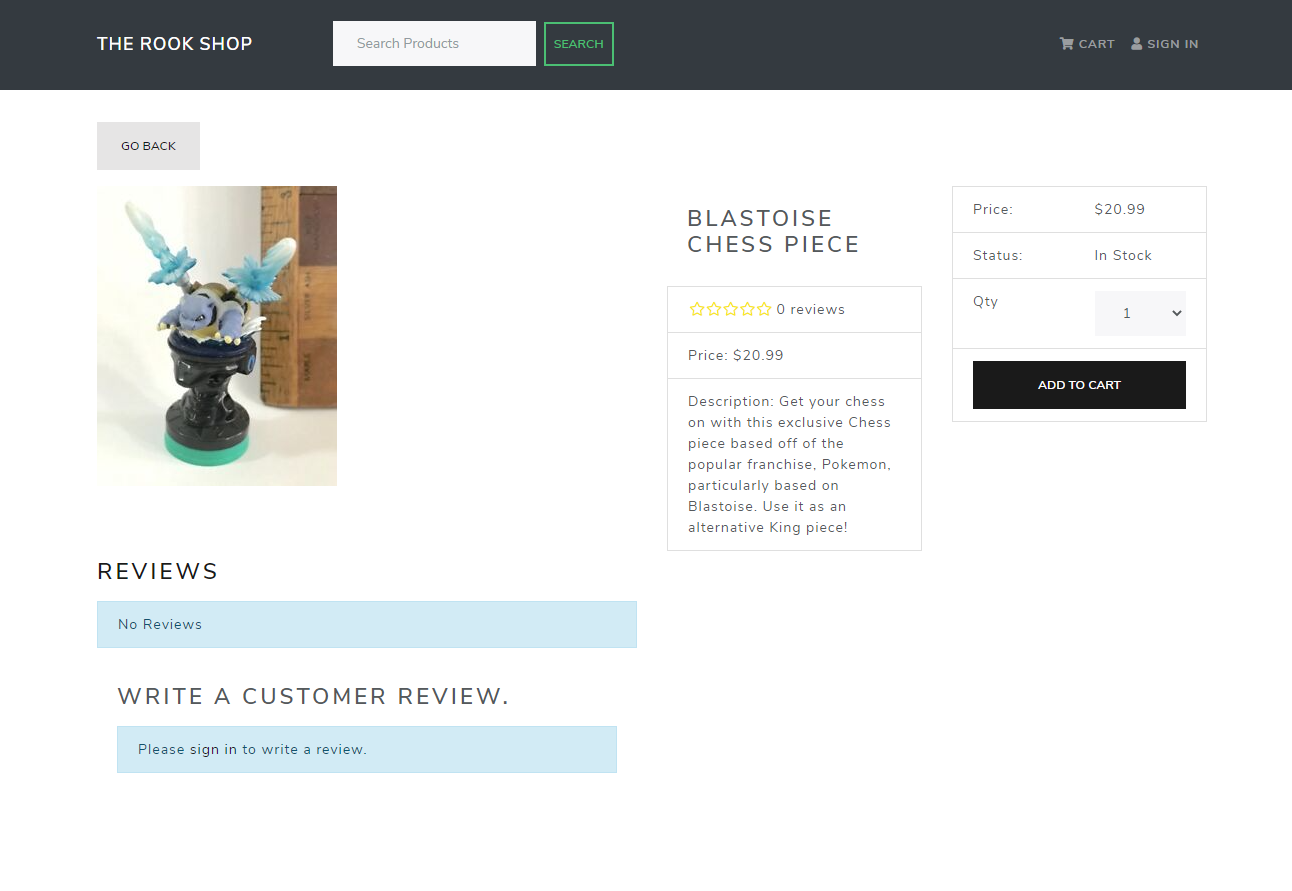 THE ROOK SHOP
Search Products
SEARCH
CART
SIGN IN
GO BACK
BLASTOISE
CHESS PIECE
0 reviews
Price: $20.99
Description: Get your chess
on with this exclusive Chess
piece based off of the
popular franchise, Pokemon,
particularly based on
Blastoise. Use it as an
alternative King piece!
Price: $20.99
Status: In Stock
Qty 1
ADD TO CART
REVIEWS
No Reviews
WRITE A CUSTOMER REVIEW.
Please sign in to write a review.